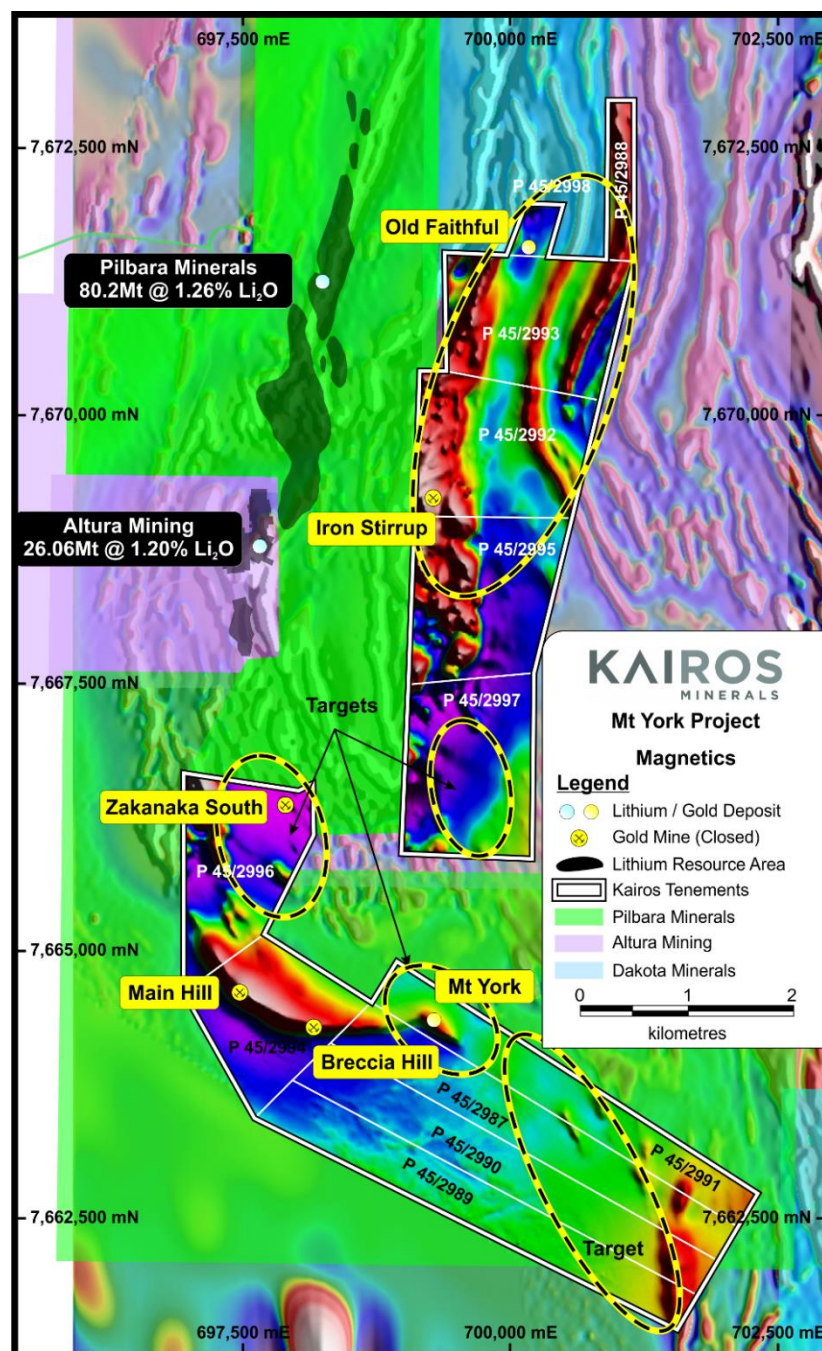 697,500 mE
700,000 mE
702,500 mE
7,672,500 mN
7,672,500 mN
P 45/2988
P 45/2998
Old Faithful
Pilbara Minerals
80.2Mt @ 1.26% Li₂O
P 45/2993
7,670,000 mN
7,670,000 mN
P 45/2992
Iron Stirrup
Altura Mining
26.06Mt @ 1.20% Li₂O
P 45/2995
7,667,500 mN
P 45/2997
Targets
KAIROS
MINERALS
Mt York Project
Magnetics
Legend
Lithium / Gold Deposit
Gold Mine (Closed)
Lithium Resource Area
Kairos Tenements
Pilbara Minerals
Altura Mining
Dakota Minerals
0 1 2
kilometres
Zakanaka South
P 45/2996
7,665,000 mN
Main Hill
Mt York
P 45/2994
Breccia Hill
P 45/2987
P 45/2990
P 45/2989
P 45/2991
7,662,500 mN
7,662,500 mN
Target
697,500 mE
700,000 mE
702,500 mE